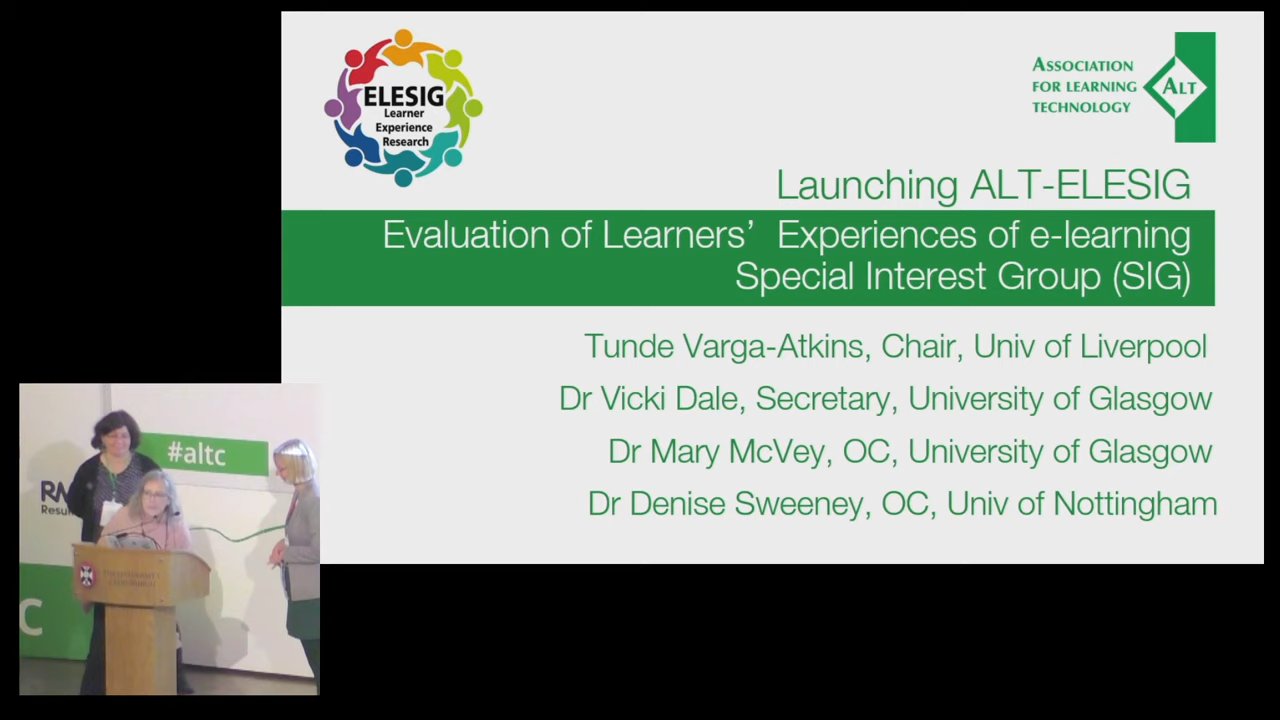 ELESIG
Learner
Experience
Research
ASSOCIATION
FOR LEARNING
TECHNOLOGY
ALT
Launching ALT-ELESIG
Evaluation of Learners’ Experiences of e-learning
Special Interest Group (SIG)
Tunde Varga-Atkins, Chair, Univ of Liverpool
Dr Vicki Dale, Secretary, University of Glasgow
Dr Mary McVey, OC, University of Glasgow
Dr Denise Sweeney, OC, Univ of Nottingham
#altc
C